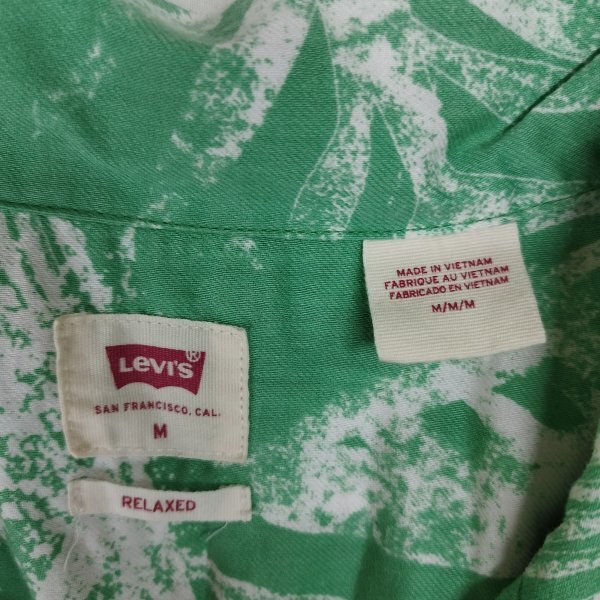 MADE IN VIETNAM
FABRIQUE AU VIETNAM
FABRICADO EN VIETNAM
M/M/M
LEVI'S®
SAN FRANCISCO, CAL.
M
RELAXED